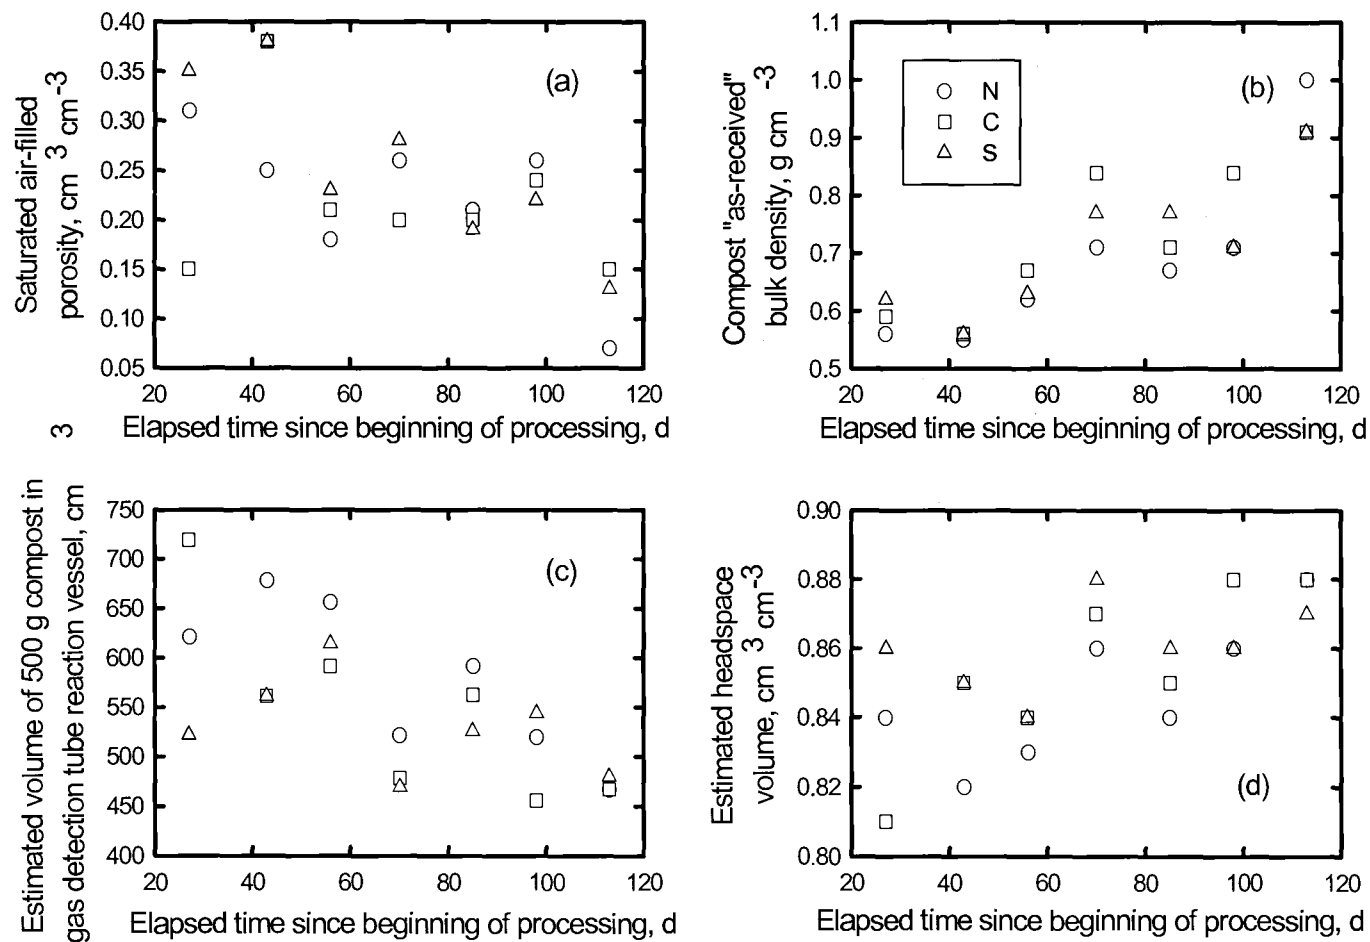 Saturated air-filled
porosity, cm 3 cm-3
0.40
0.35
0.30
0.25
0.20
0.15
0.10
0.05
(a)
20 40 60 80 100 120
Elapsed time since beginning of processing, d
Compost "as-received"
bulk density, g cm -3
1.1
1.0
0.9
0.8
0.7
0.6
0.5
N
C
S
(b)
20 40 60 80 100 120
Elapsed time since beginning of processing, d
Estimated volume of 500 g compost in
gas detection tube reaction vessel, cm 3
750
700
650
600
550
500
450
400
(c)
20 40 60 80 100 120
Elapsed time since beginning of processing, d
Estimated headspace
volume, cm 3 cm-3
0.90
0.88
0.86
0.84
0.82
0.80
(d)
20 40 60 80 100 120
Elapsed time since beginning of processing, d